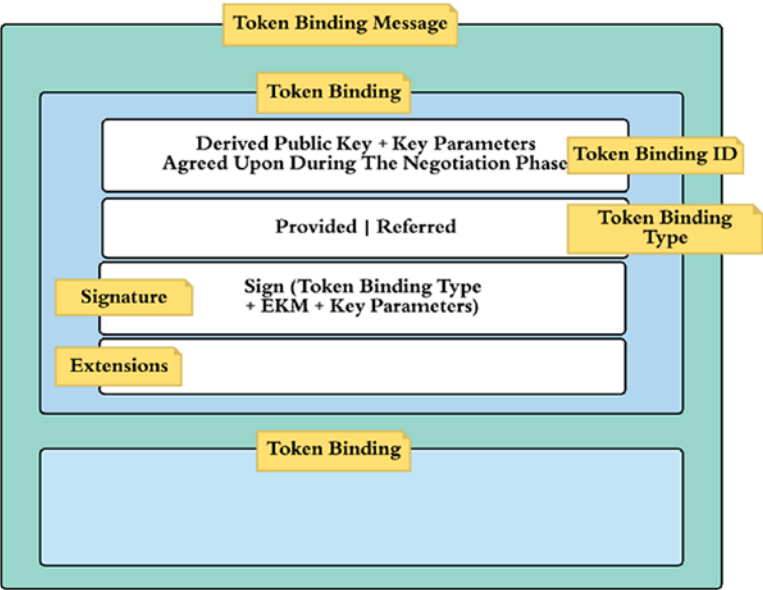 Token Binding Message
Token Binding
Derived Public Key + Key Parameters
Agreed Upon During The Negotiation Phase
Token Binding ID
Provided | Referred
Token Binding
Type
Signature
Sign (Token Binding Type
+ EKM + Key Parameters)
Extensions
Token Binding